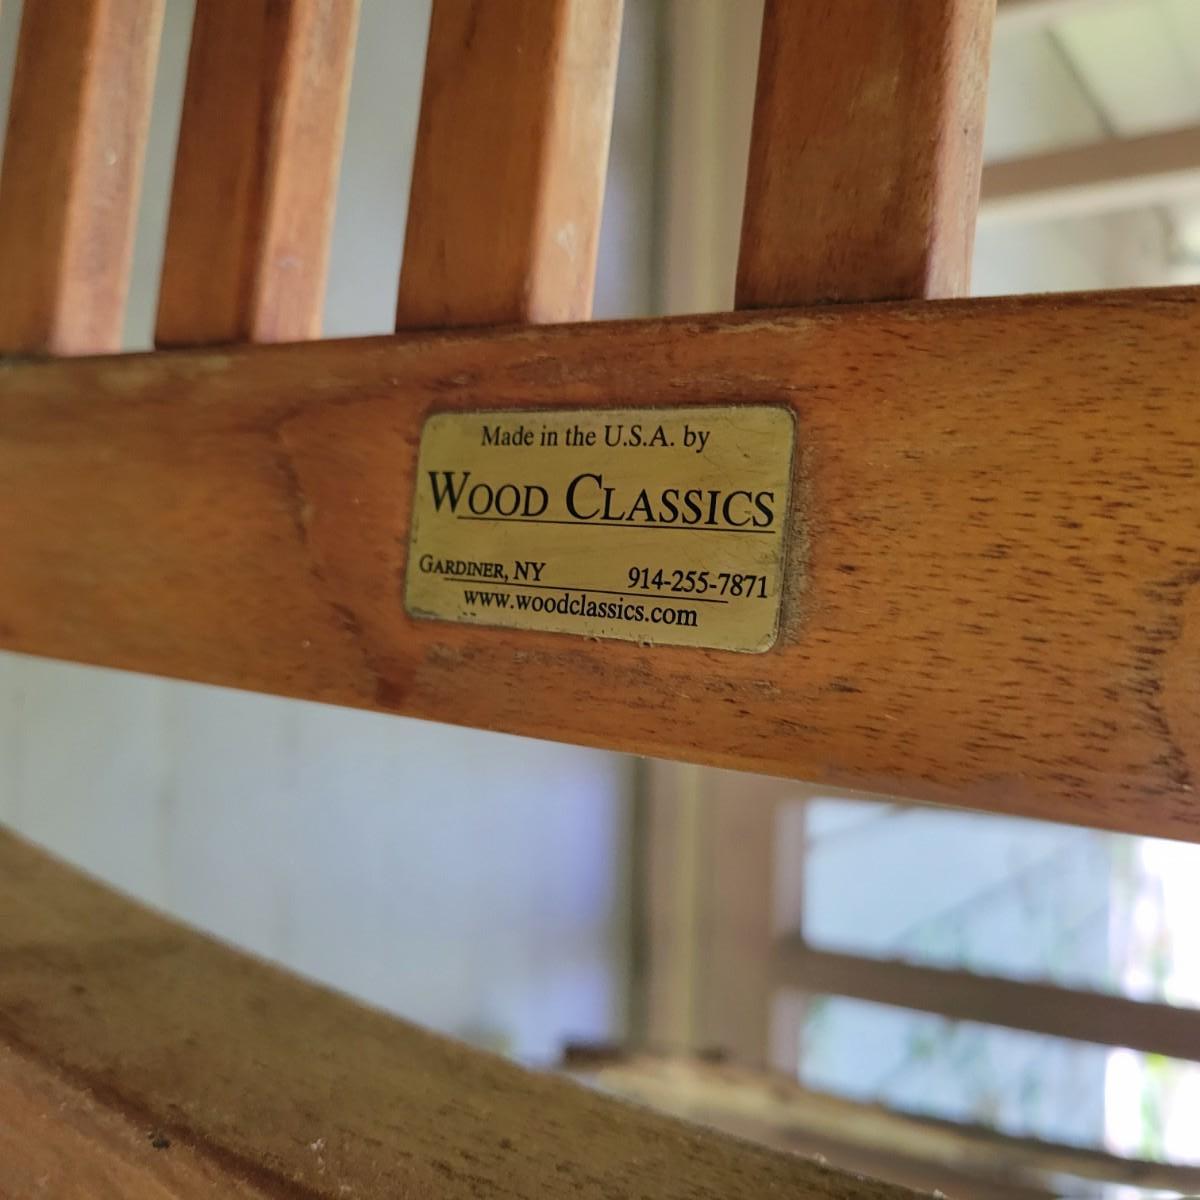 Made in the U.S.A. by
WOOD CLASSICS
GARDINER, NY 914-255-7871
www.woodclassics.com